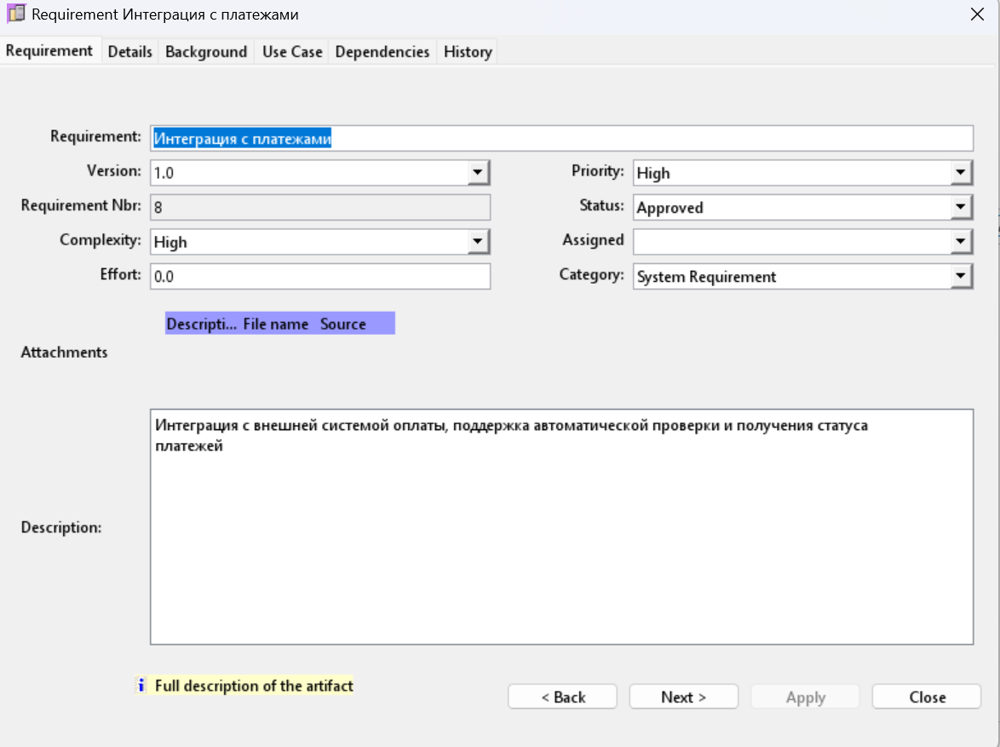 Requirement Интеграция с платежами
Requirement Details Background Use Case Dependencies History
Requirement: Интеграция с платежами
Version: 1.0 Priority: High
Requirement Nbr: 8 Status: Approved
Complexity: High Assigned
Effort: 0.0 Category: System Requirement
Descripti... File name Source
Attachments
Интеграция с внешней системой оплаты, поддержка автоматической проверки и получения статуса
платежей
Description:
Full description of the artifact
< Back Next > Apply Close